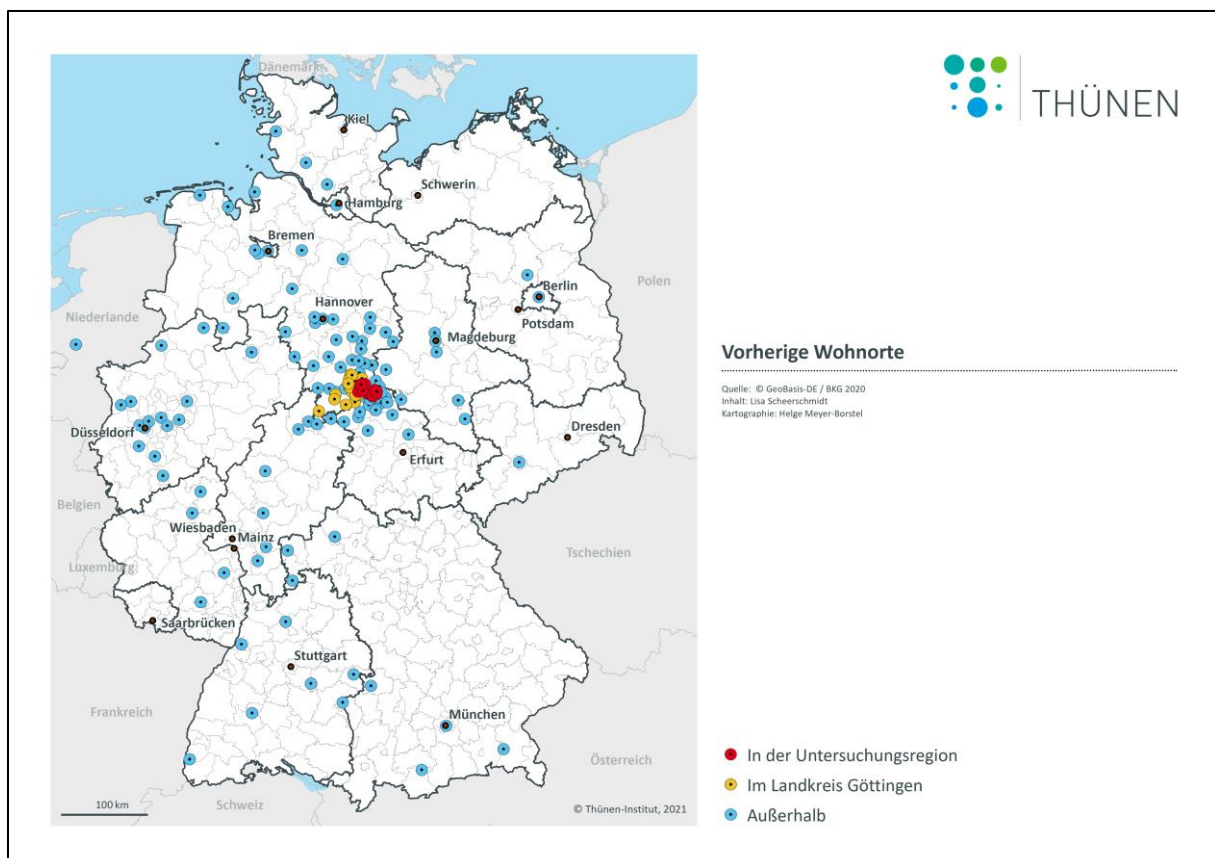 Dänemark
Kiel
Schwerin
Hamburg
Bremen
Polen
Berlin
Hannover
Niederlande
Potsdam
Magdeburg
Düsseldorf
Dresden
Erfurt
Belgien
Wiesbaden
Mainz
Tschechien
Luxemburg
Saarbrücken
Stuttgart
Frankreich
München
Österreich
100 km
Schweiz
© Thünen-Institut, 2021
THÜNEN
Vorherige Wohnorte
Quelle: © GeoBasis-DE / BKG 2020
Inhalt: Lisa Scheerschmidt
Kartographie: Helge Meyer-Borstel
In der Untersuchungsregion
Im Landkreis Göttingen
Außerhalb